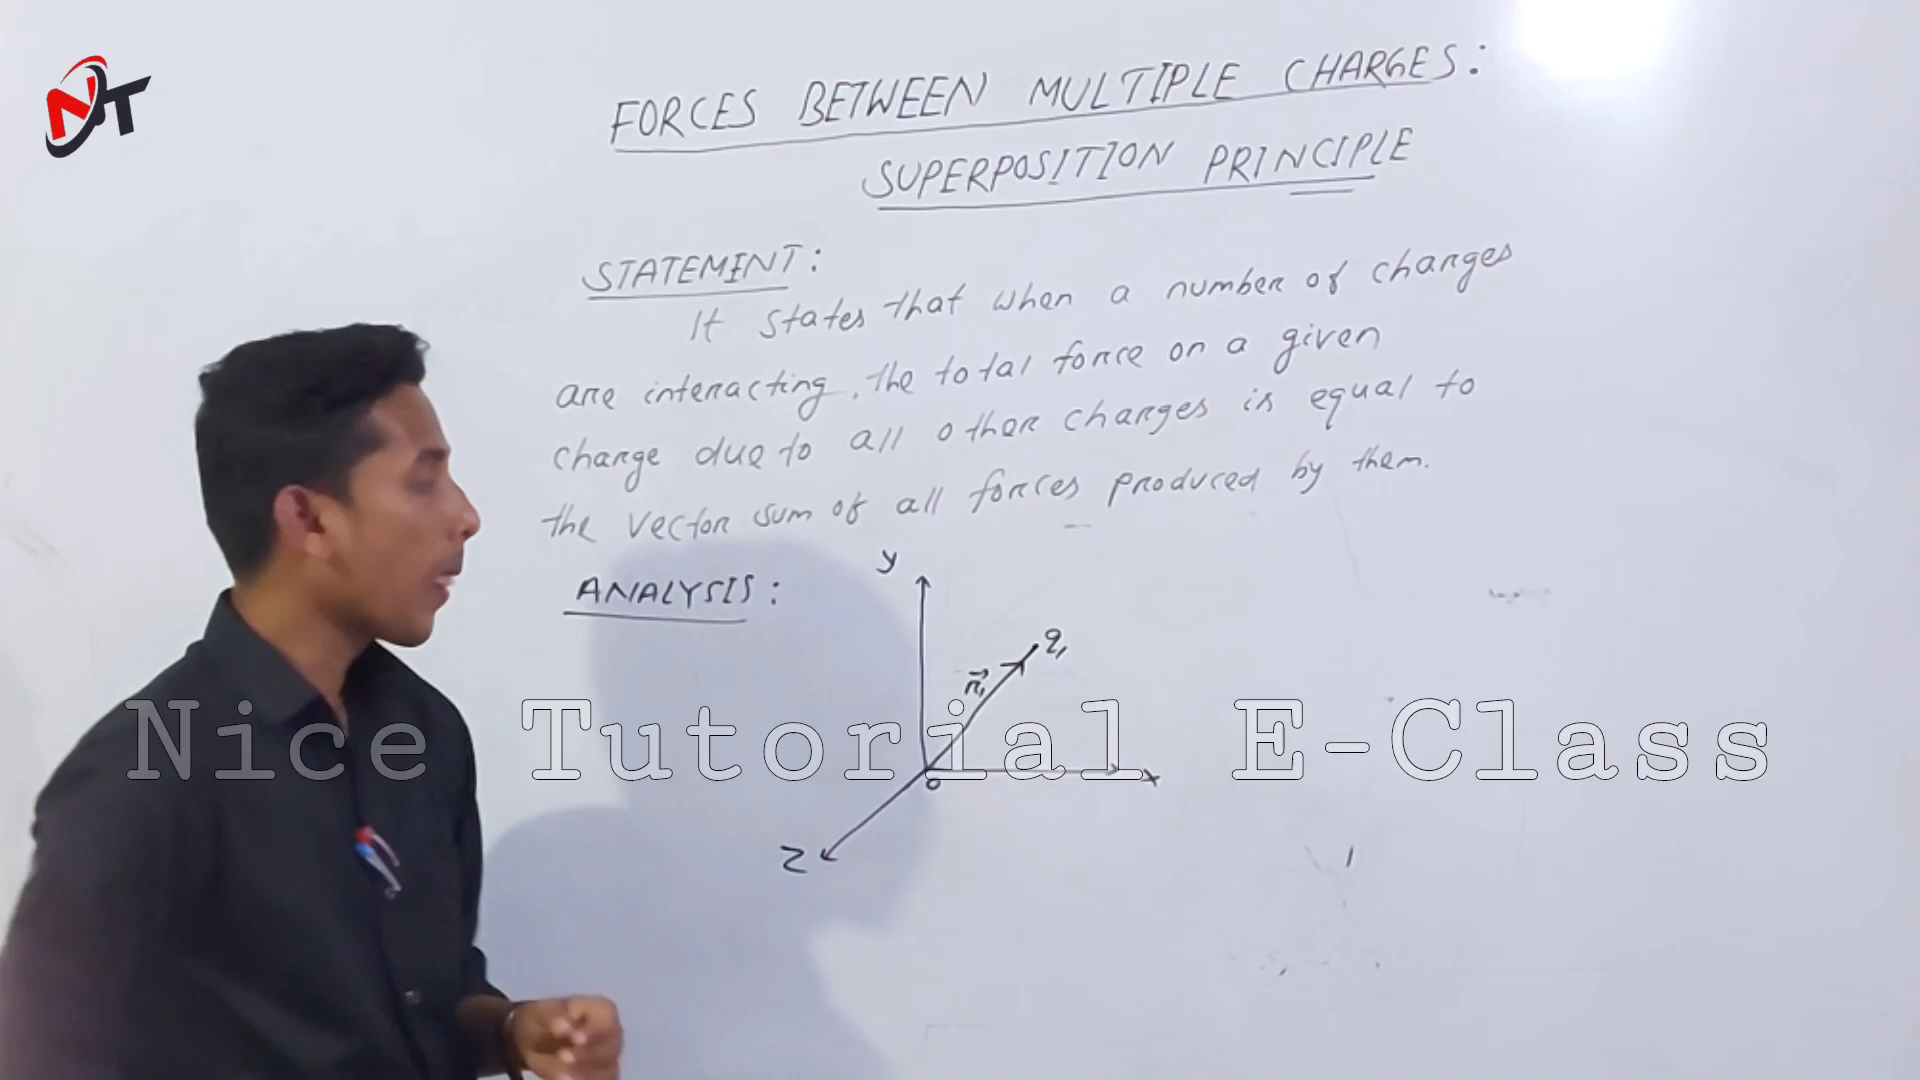 NT
FORCES BETWEEN MULTIPLE CHARGES:
SUPERPOSITION PRINCIPLE
STATEMENT:
It states that when a number of charges
are interacting, the total force on a given
charge due to all other charges is equal to
the vector sum of all forces produced by them.
ANALYSIS:
y
q₁
r⃗₁
Nice Tutorial E-Class
x
o
Z